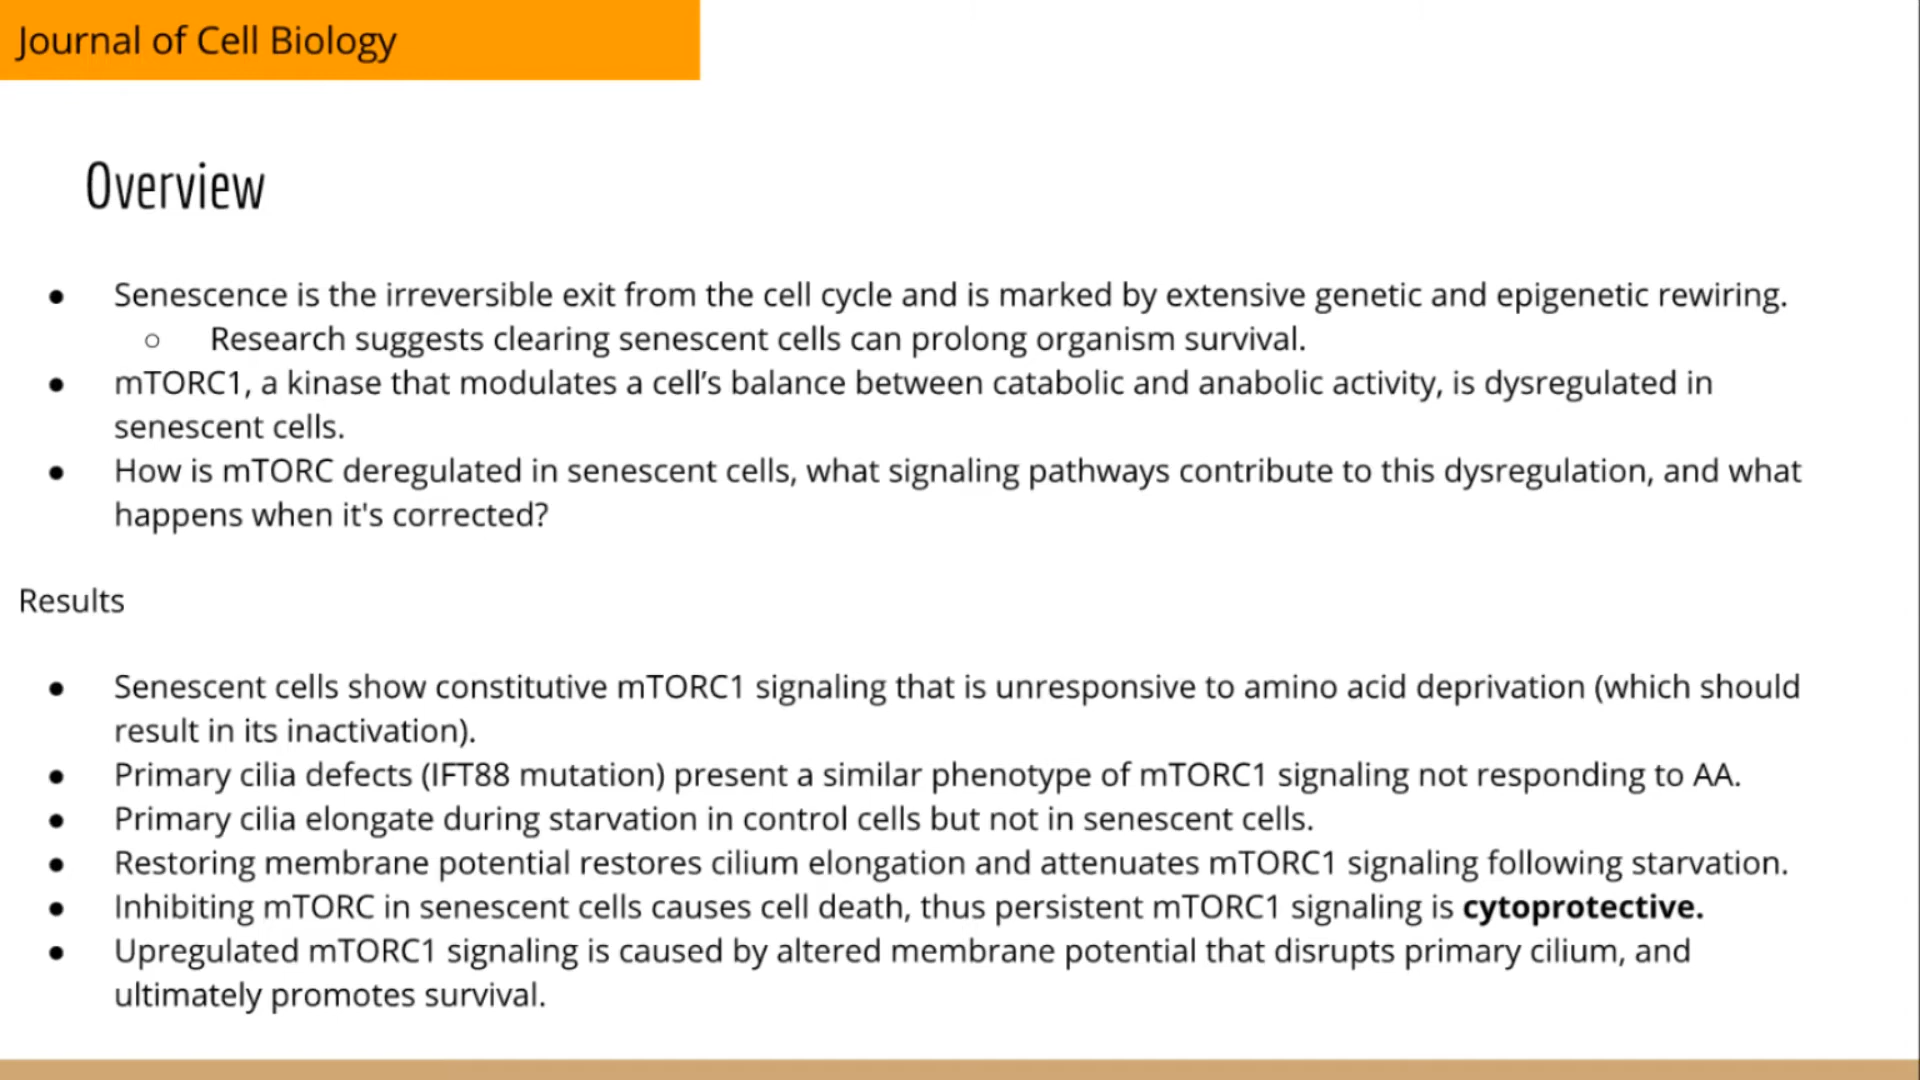 Journal of Cell Biology
Overview
● Senescence is the irreversible exit from the cell cycle and is marked by extensive genetic and epigenetic rewiring.
○ Research suggests clearing senescent cells can prolong organism survival.
● mTORC1, a kinase that modulates a cell’s balance between catabolic and anabolic activity, is dysregulated in
senescent cells.
● How is mTORC deregulated in senescent cells, what signaling pathways contribute to this dysregulation, and what
happens when it's corrected?
Results
● Senescent cells show constitutive mTORC1 signaling that is unresponsive to amino acid deprivation (which should
result in its inactivation).
● Primary cilia defects (IFT88 mutation) present a similar phenotype of mTORC1 signaling not responding to AA.
● Primary cilia elongate during starvation in control cells but not in senescent cells.
● Restoring membrane potential restores cilium elongation and attenuates mTORC1 signaling following starvation.
● Inhibiting mTORC in senescent cells causes cell death, thus persistent mTORC1 signaling is cytoprotective.
● Upregulated mTORC1 signaling is caused by altered membrane potential that disrupts primary cilium, and
ultimately promotes survival.